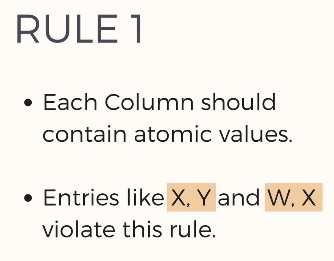 RULE 1
• Each Column should
contain atomic values.
• Entries like X, Y and W, X
violate this rule.